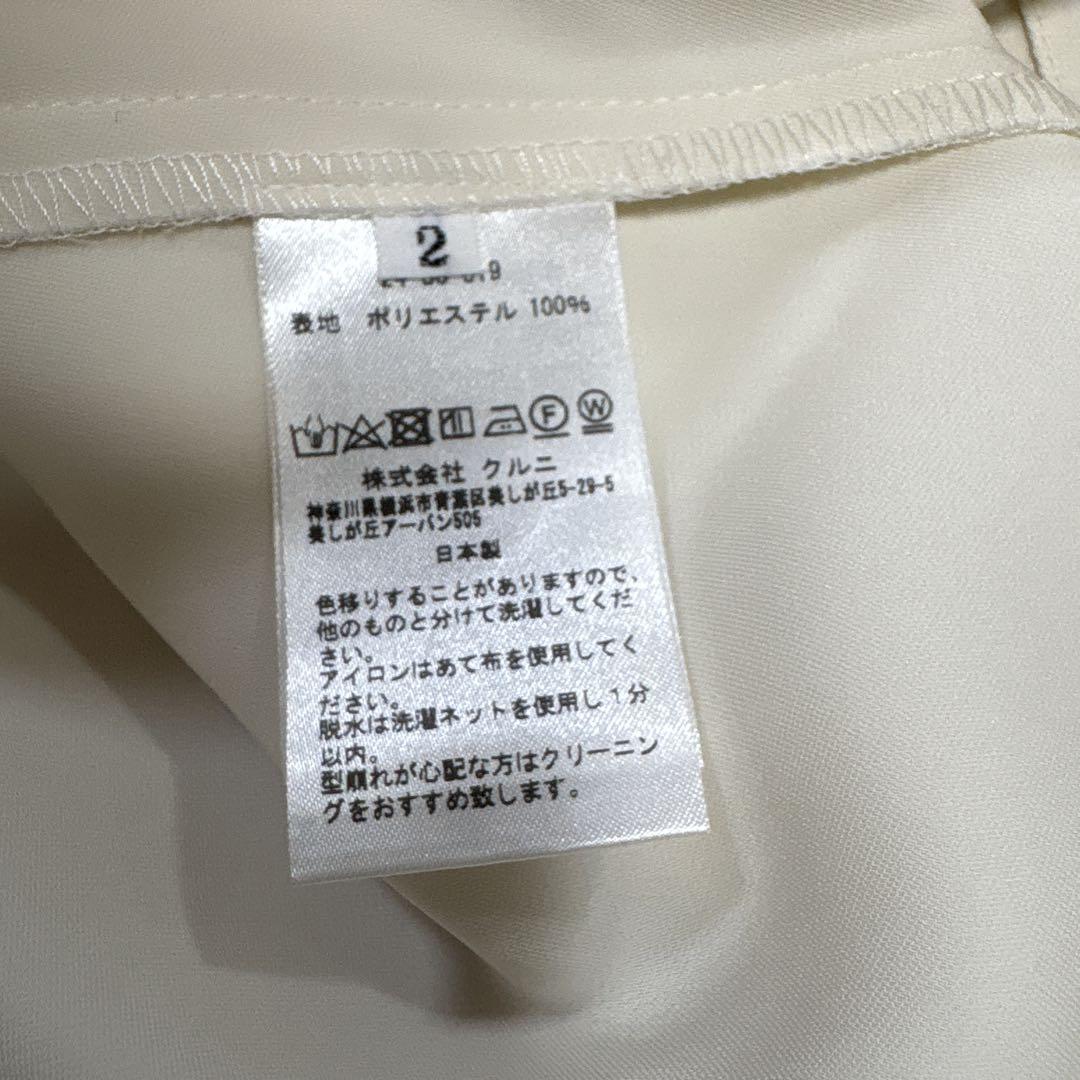 2
表地 ポリエステル 100%
F W
株式会社 クルニ
神奈川県横浜市青葉区美しが丘5-29-5
美しが丘アーバン505
日本製
色移りすることがありますので、
他のものと分けて洗濯してくだ
さい。
アイロンはあて布を使用してく
ださい。
脱水は洗濯ネットを使用し1分
以内。
型崩れが心配な方はクリーニン
グをおすすめ致します。